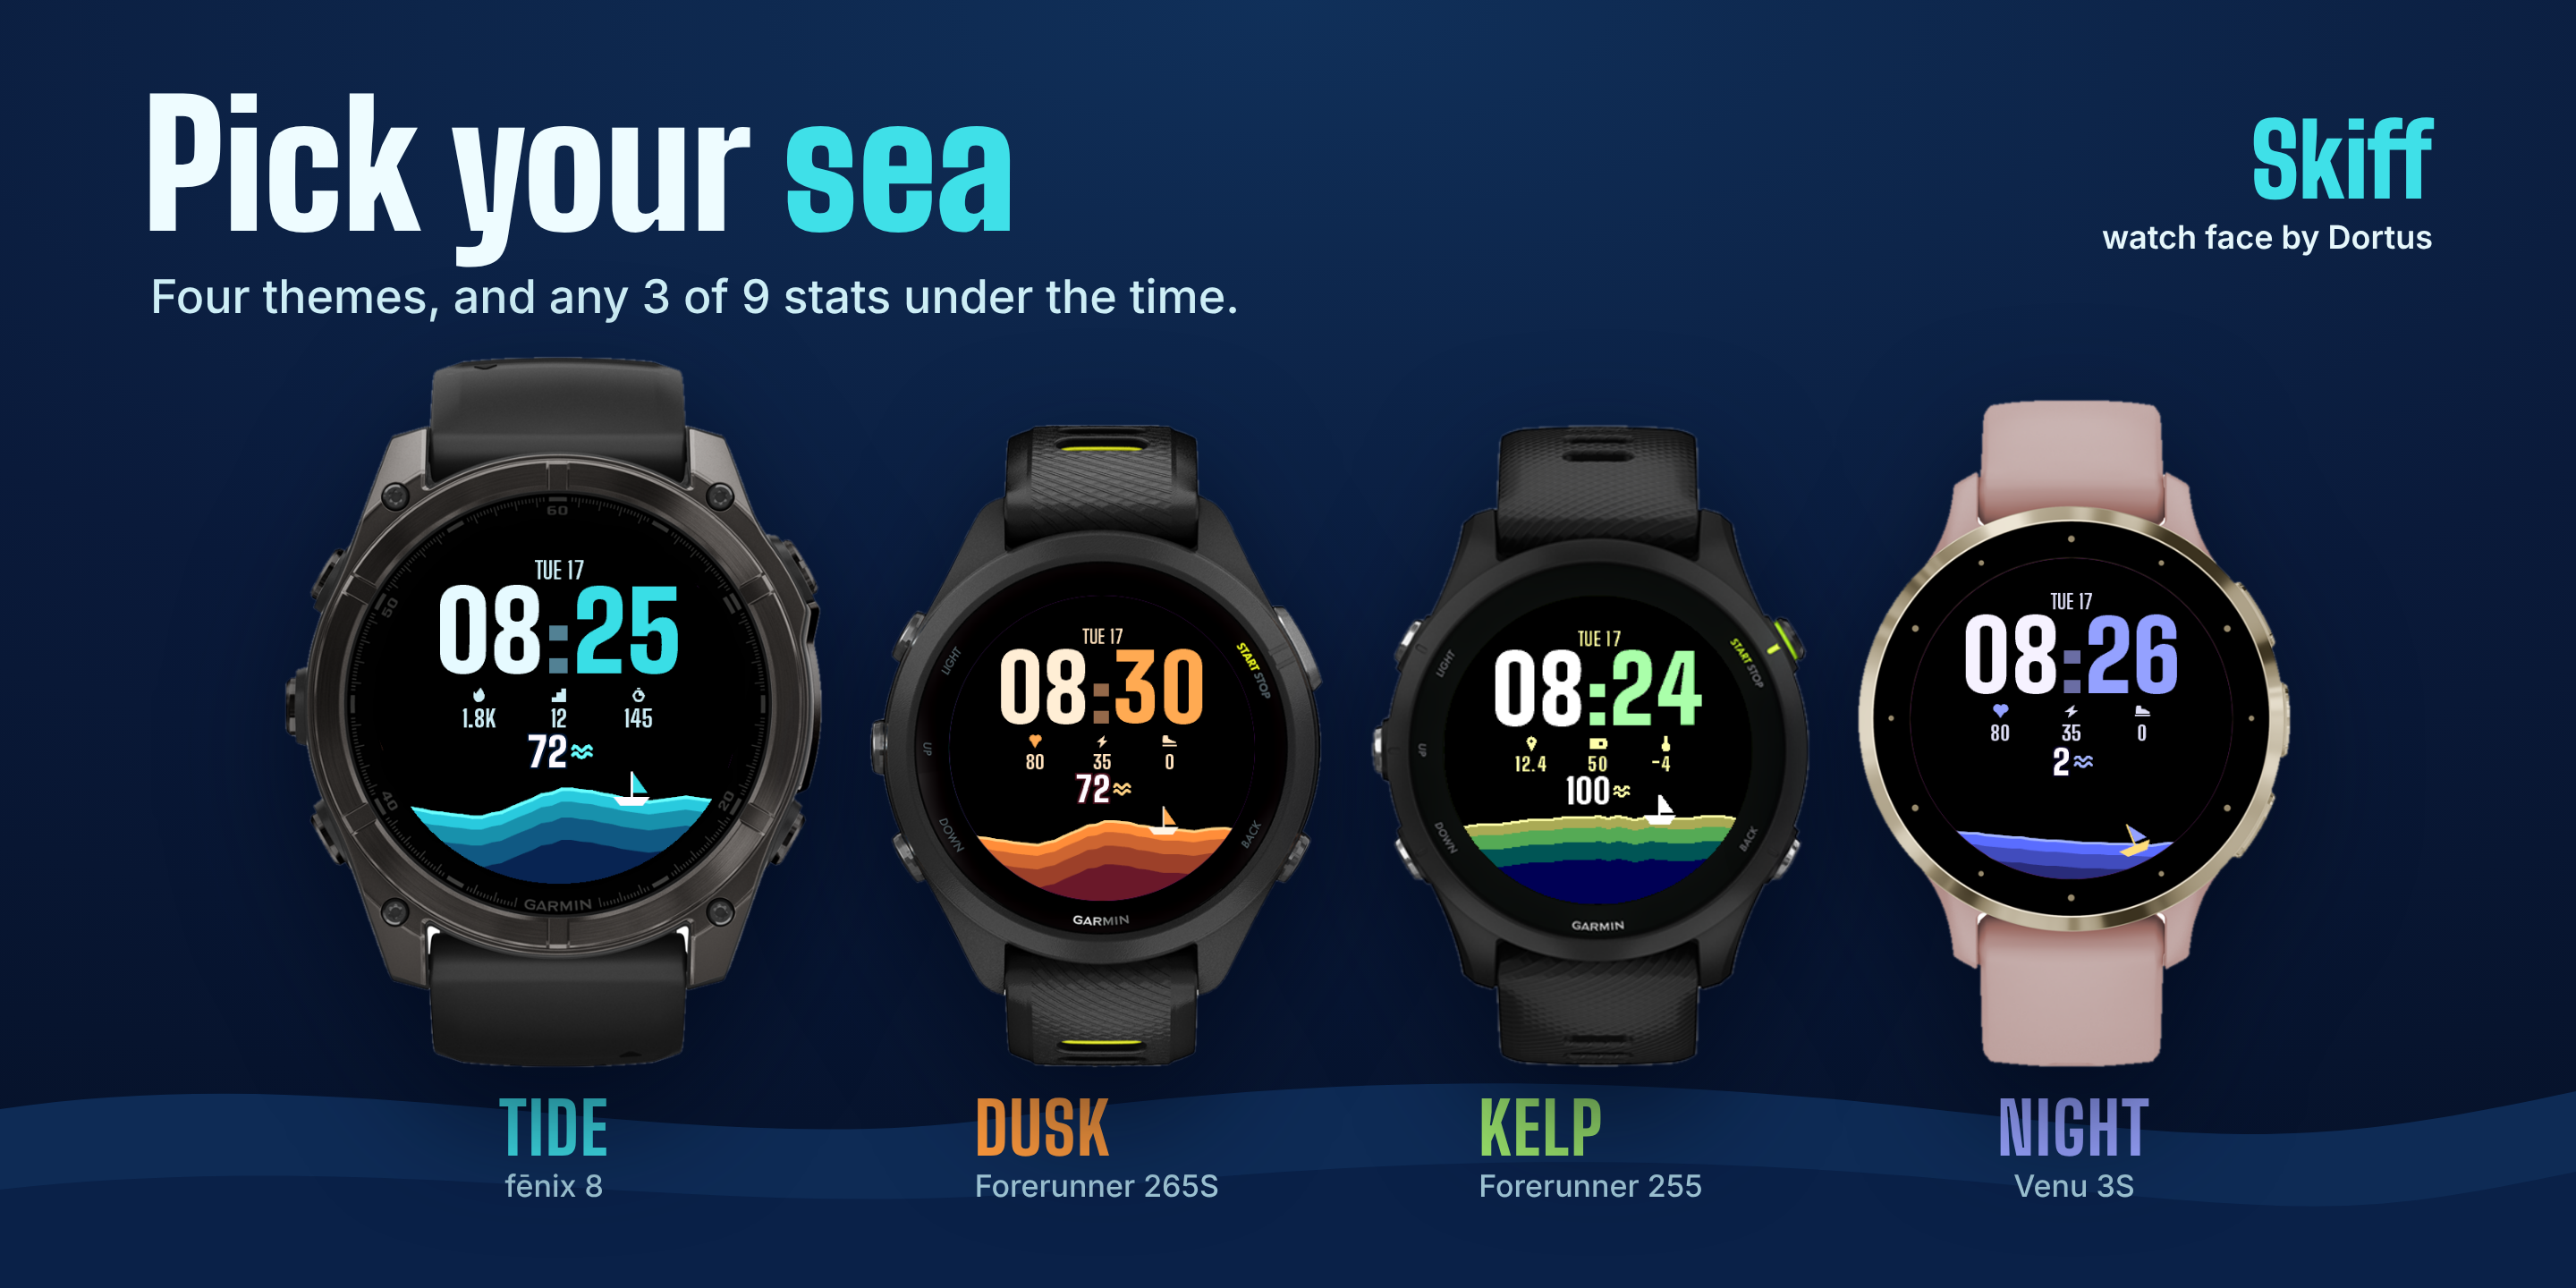 Pick your sea
Four themes, and any 3 of 9 stats under the time.
Skiff
watch face by Dortus
60
50
40
20
TUE 17
08:25
1.8K 12 145
72
GARMIN
LIGHT
UP
DOWN
START STOP
BACK
TUE 17
08:30
80 35 0
72
GARMIN
LIGHT
UP
DOWN
START STOP
BACK
TUE 17
08:24
12.4 50 -4
100
GARMIN
TUE 17
08:26
80 35 0
2
TIDE
fēnix 8
DUSK
Forerunner 265S
KELP
Forerunner 255
NIGHT
Venu 3S